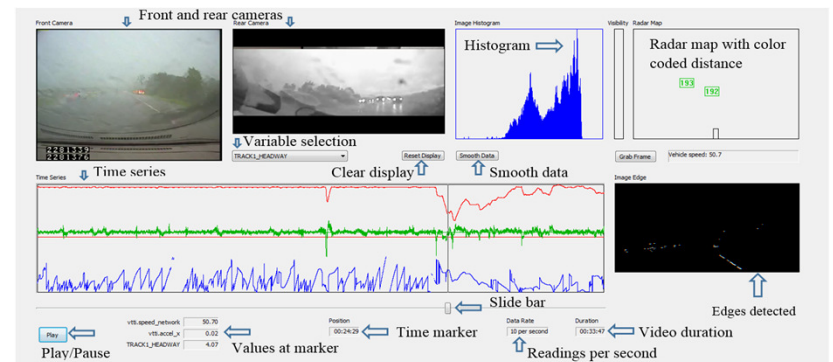 Front Camera
Front and rear cameras
Rear Camera
Image Histogram
Visibility
Radar Map
Histogram
Radar map with color
coded distance
193
192
Variable selection
TRACK1_HEADWAY
Reset Display
Smooth Data
Grab Frame
Vehicle speed: 50.7
Time series
Clear display
Smooth data
Time Series
Image Edge
Slide bar
Edges detected
Play
vtti.speed_network
50.70
vtti.accel_x
0.02
TRACK1_HEADWAY
4.07
Values at marker
Position
00:24:29
Time marker
Data Rate
10 per second
Duration
00:33:47
Video duration
Play/Pause
Readings per second